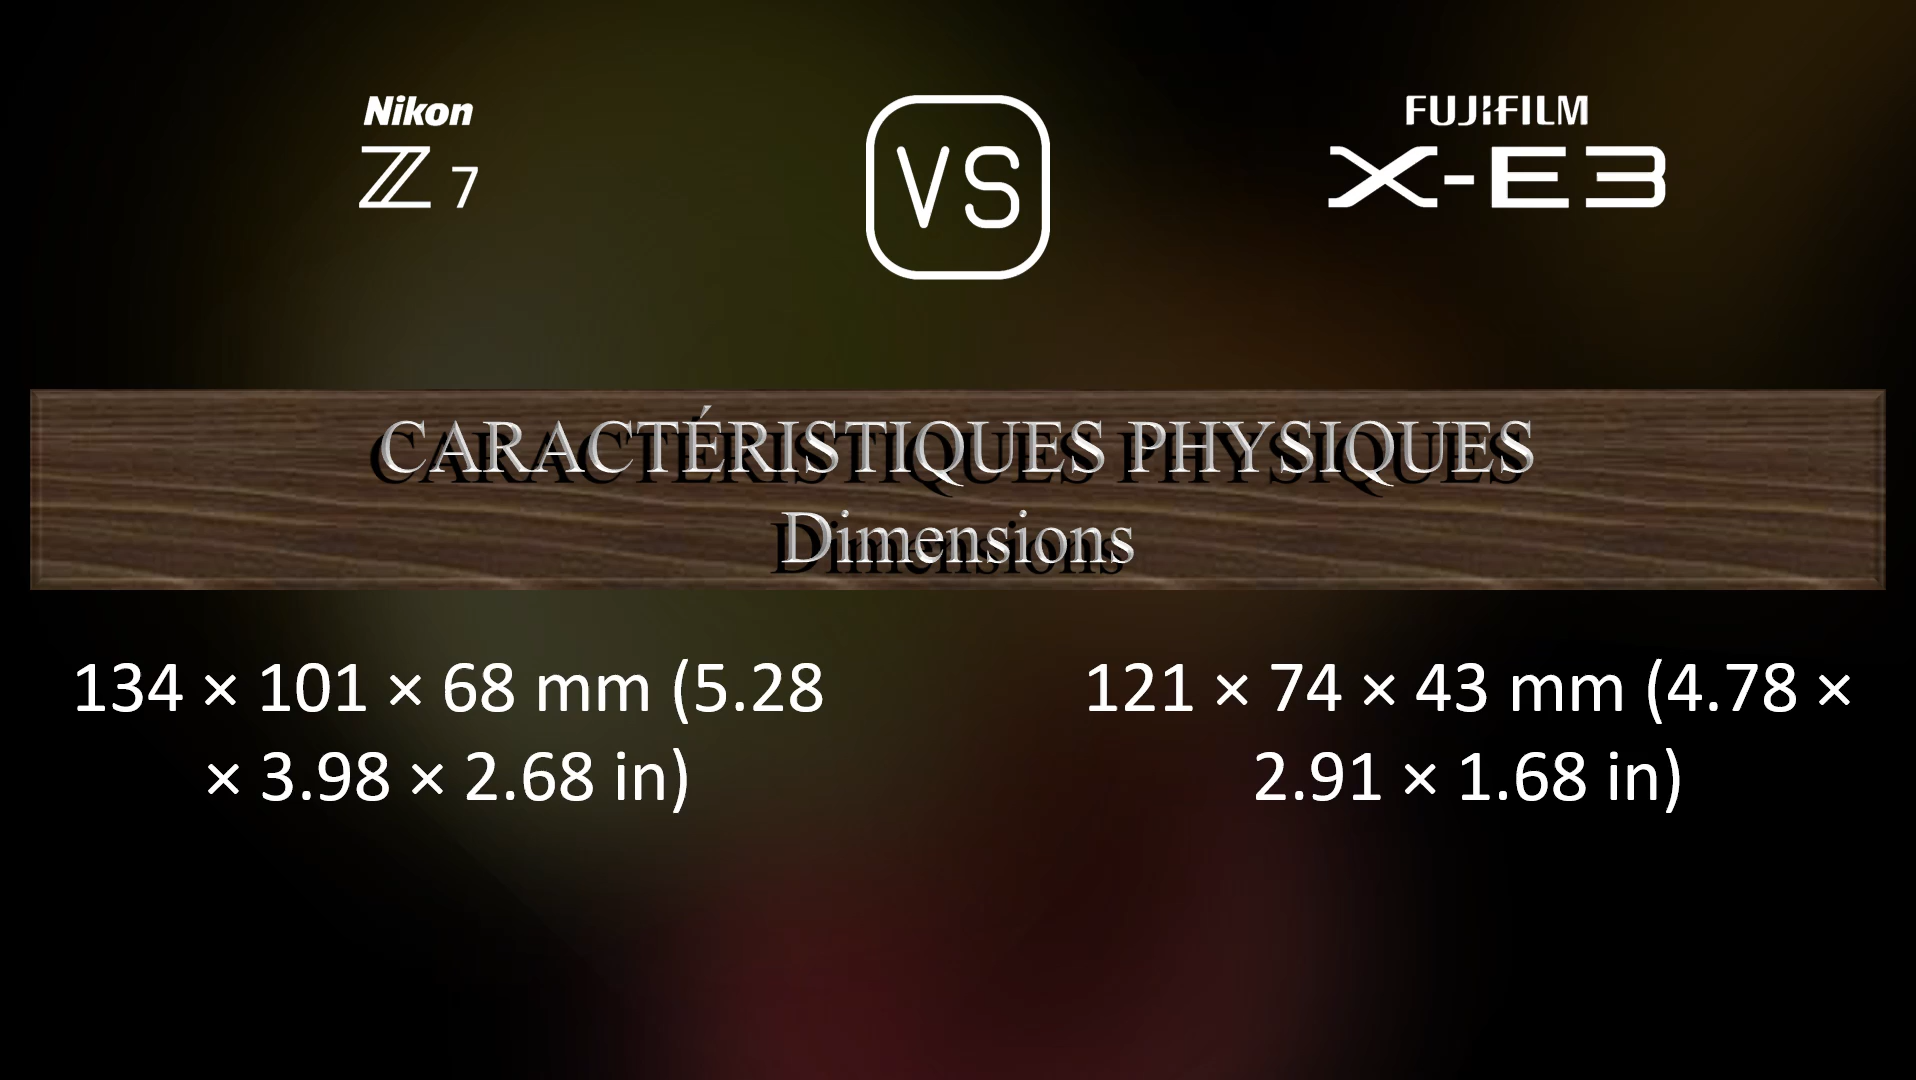 Nikon
Z 7
VS
FUJIFILM
X-E3
CARACTÉRISTIQUES PHYSIQUES
Dimensions
134 × 101 × 68 mm (5.28
× 3.98 × 2.68 in)
121 × 74 × 43 mm (4.78 ×
2.91 × 1.68 in)